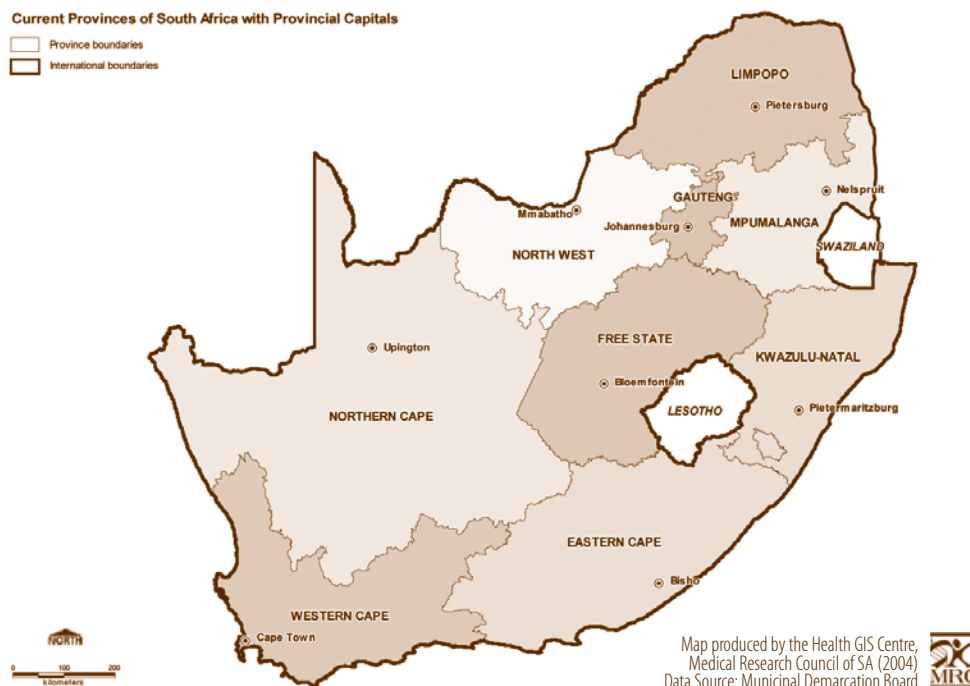 Current Provinces of South Africa with Provincial Capitals
Province boundaries
International boundaries
LIMPOPO
Pietersburg
GAUTENG
Nelspruit
Mmabatho
Johannesburg
MPUMALANGA
NORTH WEST
SWAZILAND
FREE STATE
Upington
KWAZULU-NATAL
Bloemfontein
NORTHERN CAPE
LESOTHO
Pietermaritzburg
EASTERN CAPE
Bisho
WESTERN CAPE
Cape Town
NORTH
0 100 200
kilometers
Map produced by the Health GIS Centre,
Medical Research Council of SA (2004)
Data Source: Municipal Demarcation Board
MRC